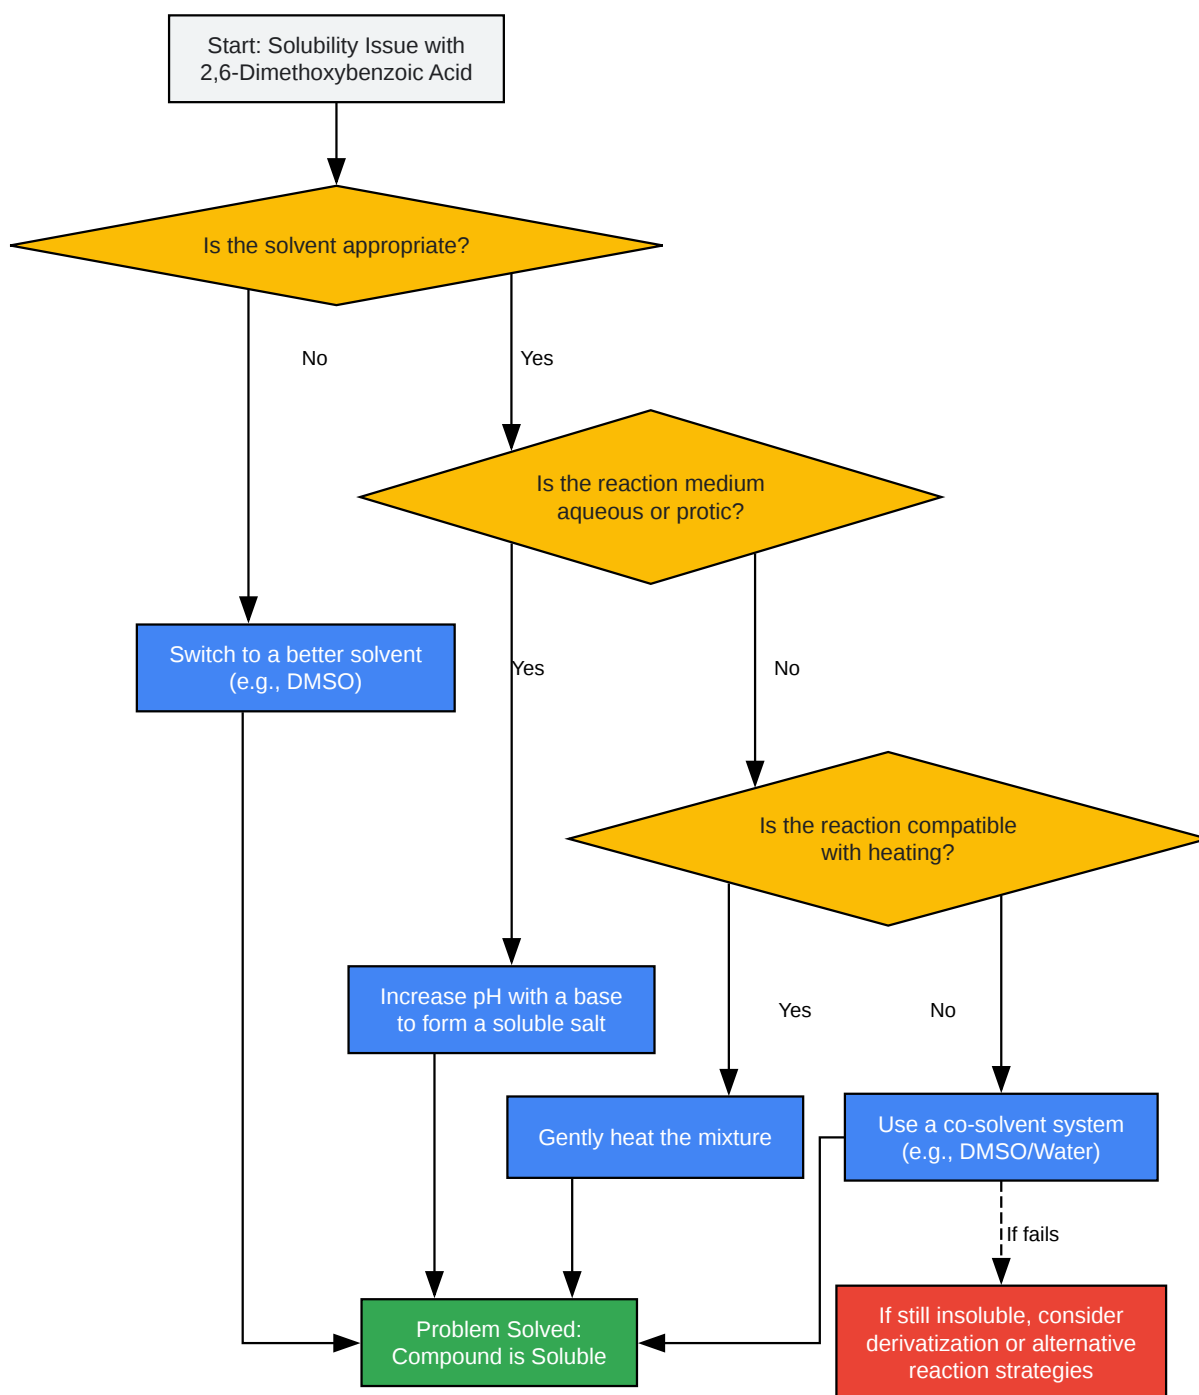 Start: Solubility Issue with
2,6-Dimethoxybenzoic Acid
Is the solvent appropriate?
No
Yes
Is the reaction medium
aqueous or protic?
Switch to a better solvent
(e.g., DMSO)
Yes
No
Is the reaction compatible
with heating?
Increase pH with a base
to form a soluble salt
Yes
No
Gently heat the mixture
Use a co-solvent system
(e.g., DMSO/Water)
If fails
Problem Solved:
Compound is Soluble
If still insoluble, consider
derivatization or alternative
reaction strategies